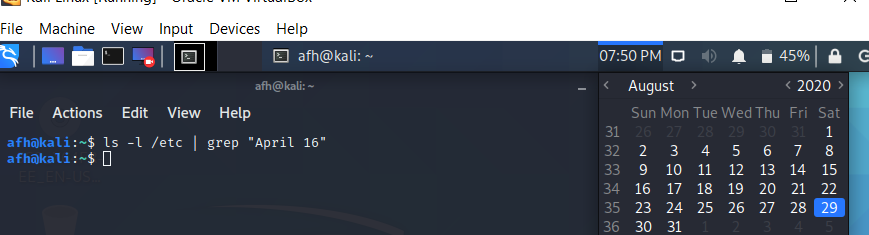 Kali Linux [Running] - Oracle VM VirtualBox
File Machine View Input Devices Help
afh@kali: ~ 07:50 PM 45%
afh@kali: ~
File Actions Edit View Help
afh@kali:~$ ls -l /etc | grep "April 16"
afh@kali:~$
August 2020
Sun Mon Tue Wed Thu Fri Sat
31 26 27 28 29 30 31 1
32 2 3 4 5 6 7 8
33 9 10 11 12 13 14 15
34 16 17 18 19 20 21 22
35 23 24 25 26 27 28 29
36 30 31 1 2 3 4 5